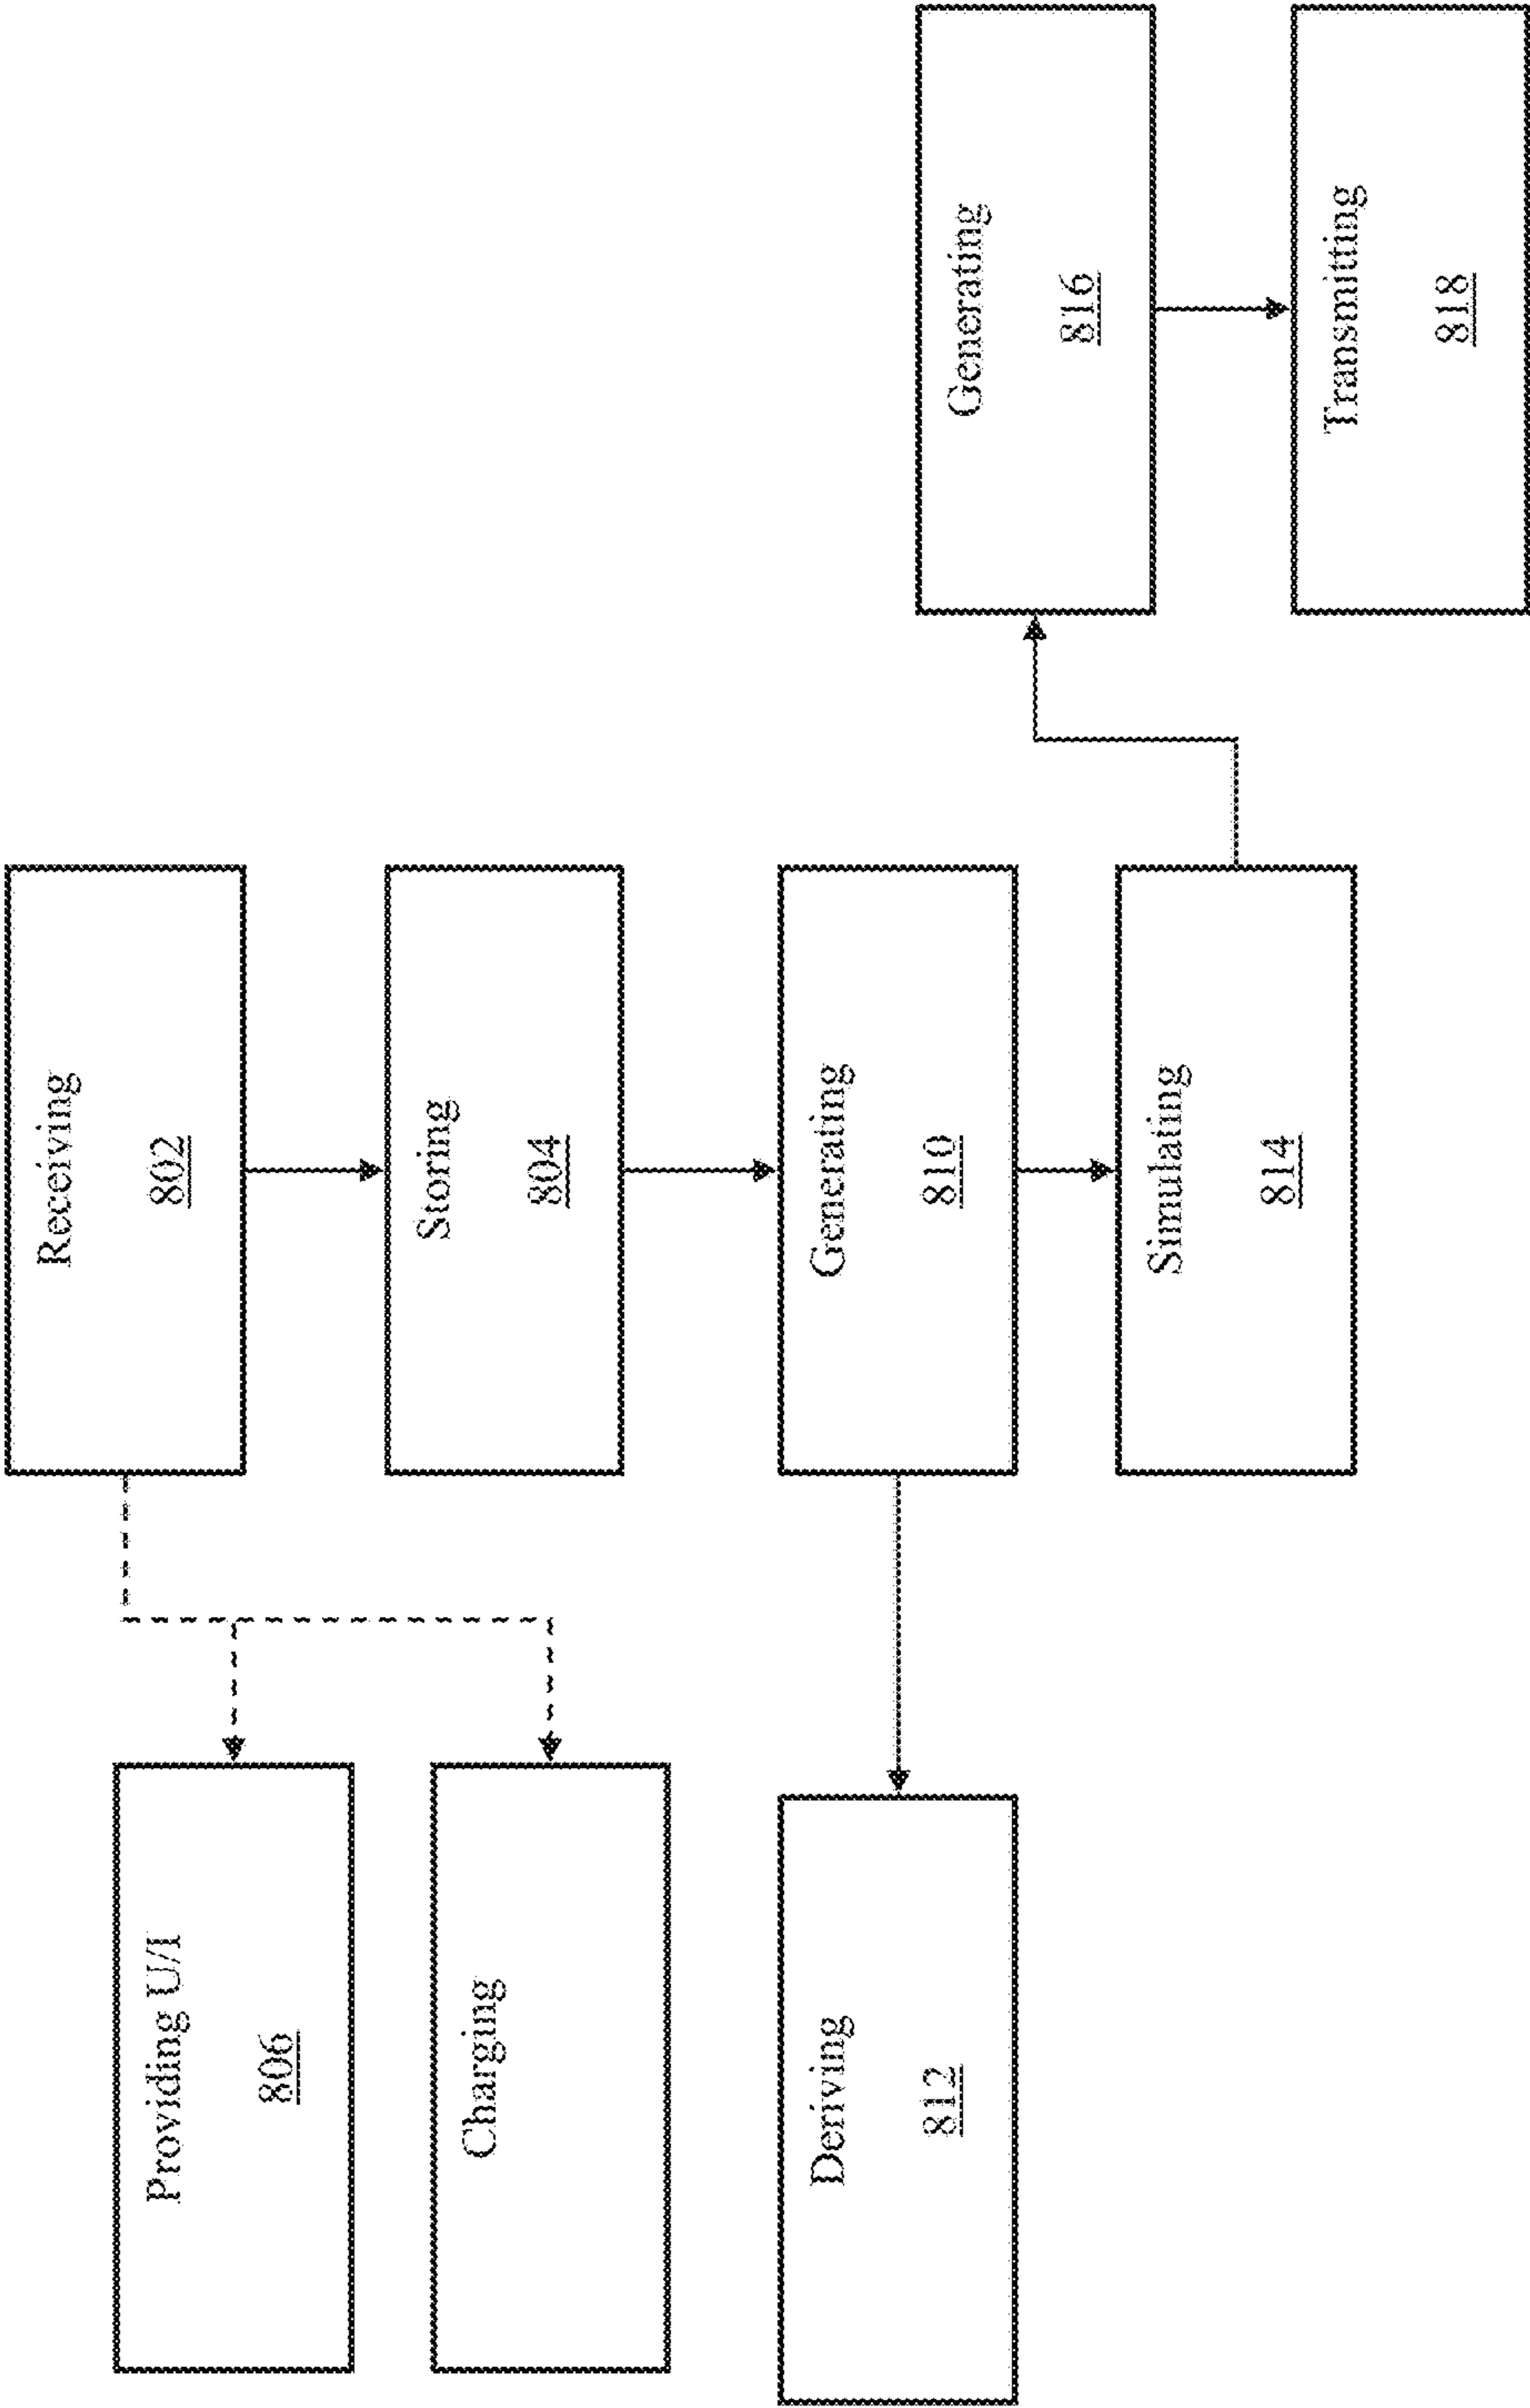 Receiving
802
Storing
804
Providing U/I
806
Charging
Generating
810
Deriving
812
Simulating
814
Generating
816
Transmitting
818